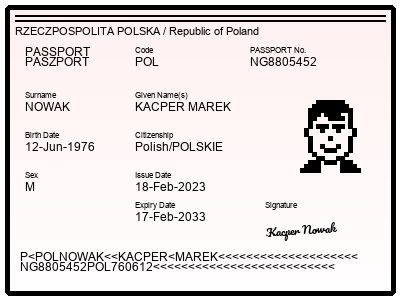 RZECZPOSPOLITA POLSKA / Republic of Poland
PASSPORT
PASZPORT
Code
POL
PASSPORT No.
NG8805452
Surname
NOWAK
Given Name(s)
KACPER MAREK
Birth Date
12-Jun-1976
Citizenship
Polish/POLSKIE
Sex
M
Issue Date
18-Feb-2023
Expiry Date
17-Feb-2033
Signature
Kacper Nowak
P<POLNOWAK<<KACPER<MAREK<<<<<<<<<<<<<<<<<<<<
NG8805452POL760612<<<<<<<<<<<<<<<<<<<<<<<<<<